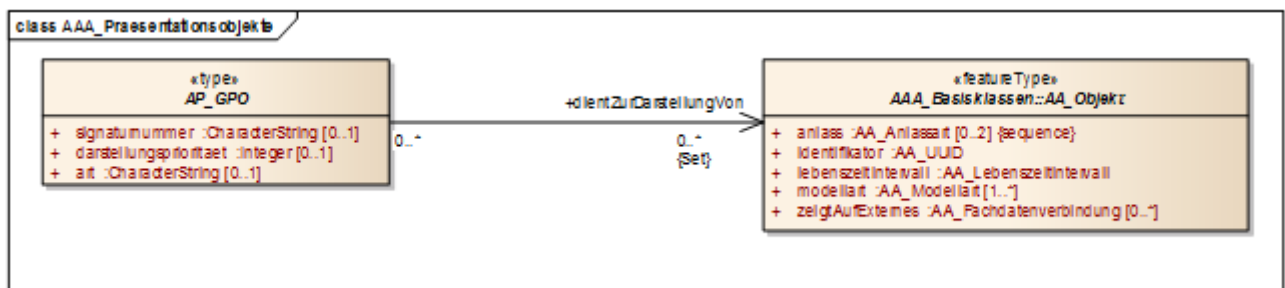 class AAA_Praesentationsobjekte
«type»
AP_GPO
+ signaturnummer :CharacterString [0..1]
+ darstellungsprioritaet :Integer [0..1]
+ art :CharacterString [0..1]
+dientZurDarstellungVon
0..*
0..*
{Set}
«featureType»
AAA_Basisklassen::AA_Objekt
+ anlass :AA_Anlassart [0..2] {sequence}
+ identifikator :AA_UUID
+ lebenszeitintervall :AA_Lebenszeitintervall
+ modellart :AA_Modellart [1..*]
+ zeigtAufExternes :AA_Fachdatenverbindung [0..*]